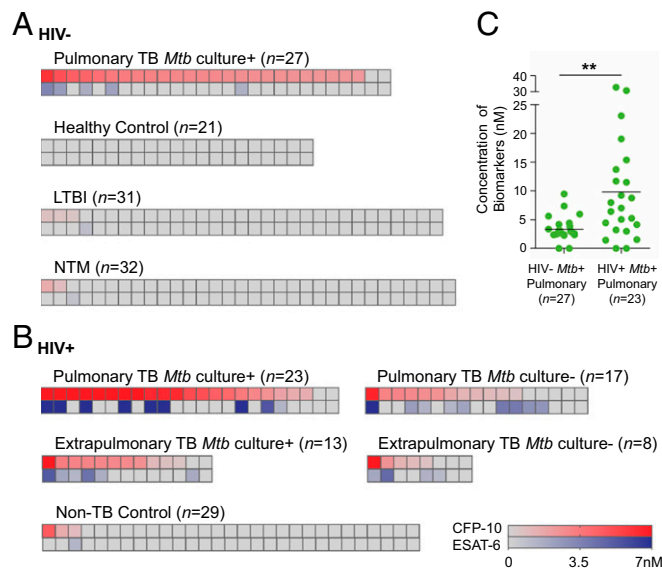 A HIV-
Pulmonary TB Mtb culture+ (n=27)
Healthy Control (n=21)
LTBI (n=31)
NTM (n=32)
C
**
Concentration of
Biomarkers (nM)
40
30
25
20
15
10
5
0
HIV- Mtb+
Pulmonary
(n=27)
HIV+ Mtb+
Pulmonary
(n=23)
B HIV+
Pulmonary TB Mtb culture+ (n=23)
Pulmonary TB Mtb culture- (n=17)
Extrapulmonary TB Mtb culture+ (n=13)
Extrapulmonary TB Mtb culture- (n=8)
Non-TB Control (n=29)
CFP-10
ESAT-6
0 3.5 7nM